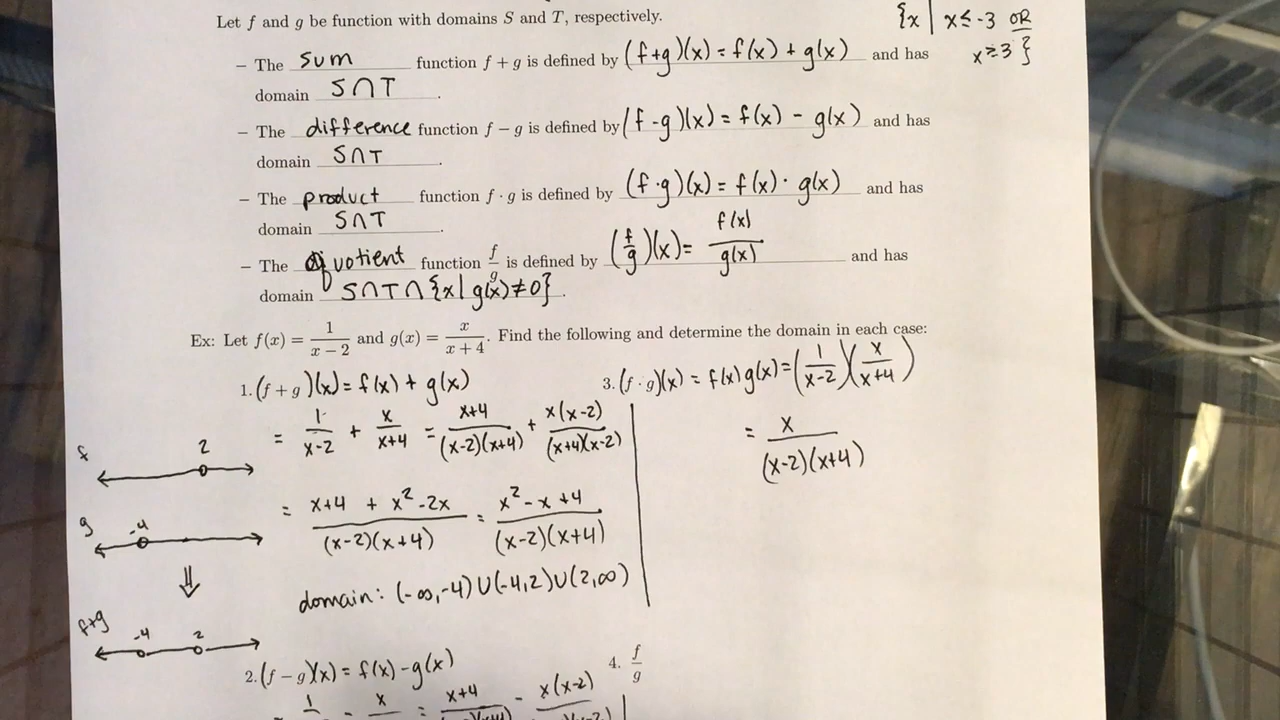 Let f and g be function with domains S and T, respectively.
{x | x ≤ -3 OR
x ≥ 3}
– The sum function f + g is defined by (f+g)(x) = f(x) + g(x) and has
domain S∩T.
– The difference function f − g is defined by (f-g)(x) = f(x) - g(x) and has
domain S∩T.
– The product function f · g is defined by (f·g)(x) = f(x) · g(x) and has
domain S∩T.
– The quotient function f/g is defined by (f/g)(x) = f(x)/g(x) and has
domain S∩T∩{x | g(x) ≠ 0}.
Ex: Let f(x) = 1/(x − 2) and g(x) = x/(x + 4). Find the following and determine the domain in each case:
1. (f+g)(x) = f(x) + g(x)
= 1/(x-2) + x/(x+4) = (x+4)/((x-2)(x+4)) + x(x-2)/((x+4)(x-2))
= (x+4 + x²-2x)/((x-2)(x+4)) = (x²-x+4)/((x-2)(x+4))
domain: (-∞,-4)∪(-4,2)∪(2,∞)
f
2
g
-4
⇓
f+g
-4 2
3. (f·g)(x) = f(x)g(x) = (1/(x-2))(x/(x+4))
= x/((x-2)(x+4))
2. (f-g)(x) = f(x) - g(x)
= 1 - x = x+4 - x(x-2)
4. f/g